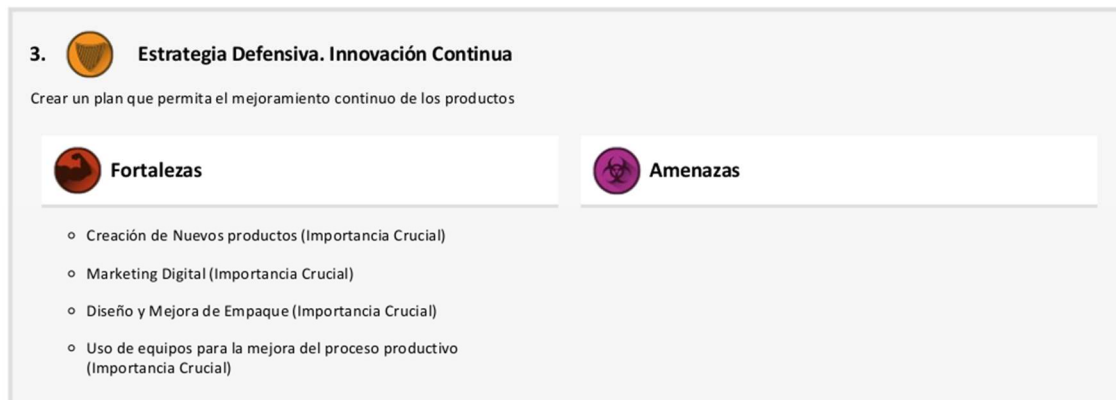 3. Estrategia Defensiva. Innovación Continua
Crear un plan que permita el mejoramiento continuo de los productos
Fortalezas
Amenazas
Creación de Nuevos productos (Importancia Crucial)
Marketing Digital (Importancia Crucial)
Diseño y Mejora de Empaque (Importancia Crucial)
Uso de equipos para la mejora del proceso productivo
(Importancia Crucial)